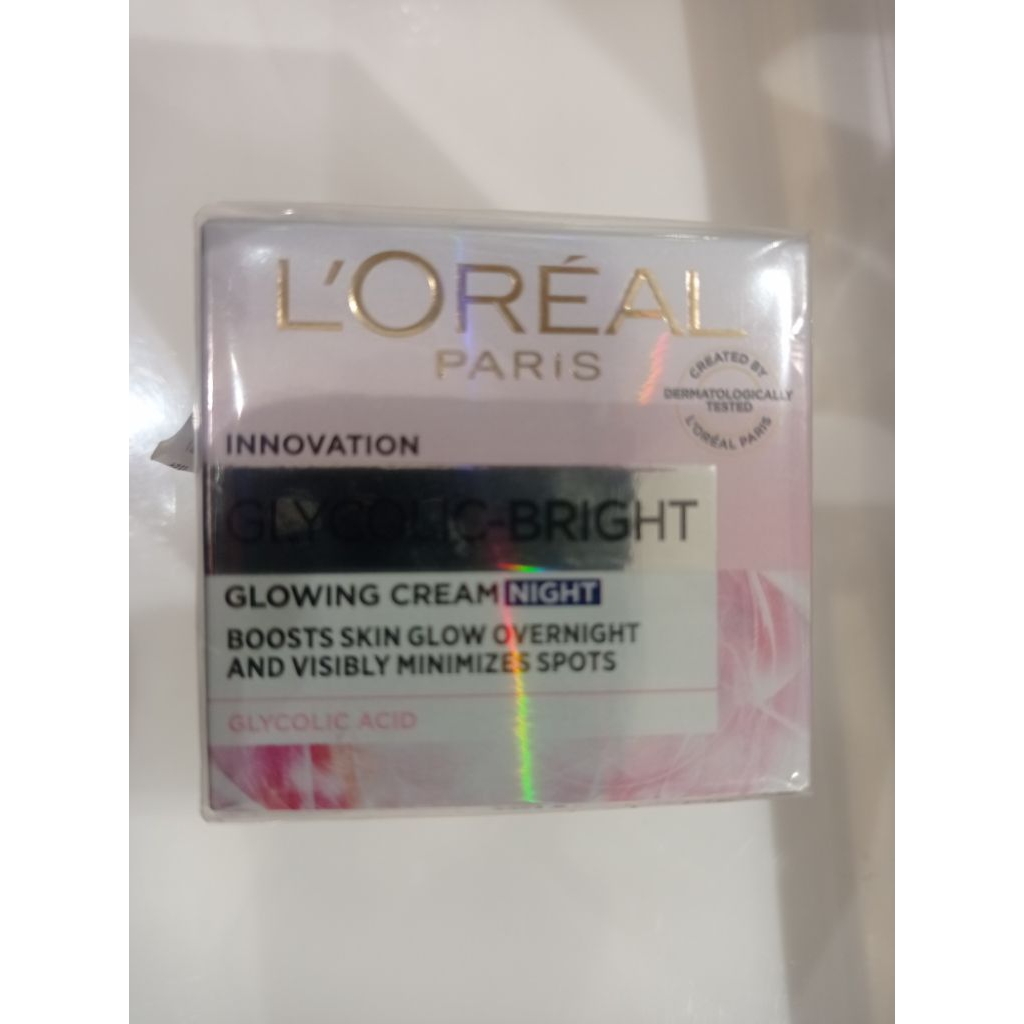 L'ORÉAL
PARiS
CREATED BY
DERMATOLOGICALLY
TESTED
L'ORÉAL PARIS
INNOVATION
GLYCOLIC-BRIGHT
GLOWING CREAM NIGHT
BOOSTS SKIN GLOW OVERNIGHT
AND VISIBLY MINIMIZES SPOTS
GLYCOLIC ACID